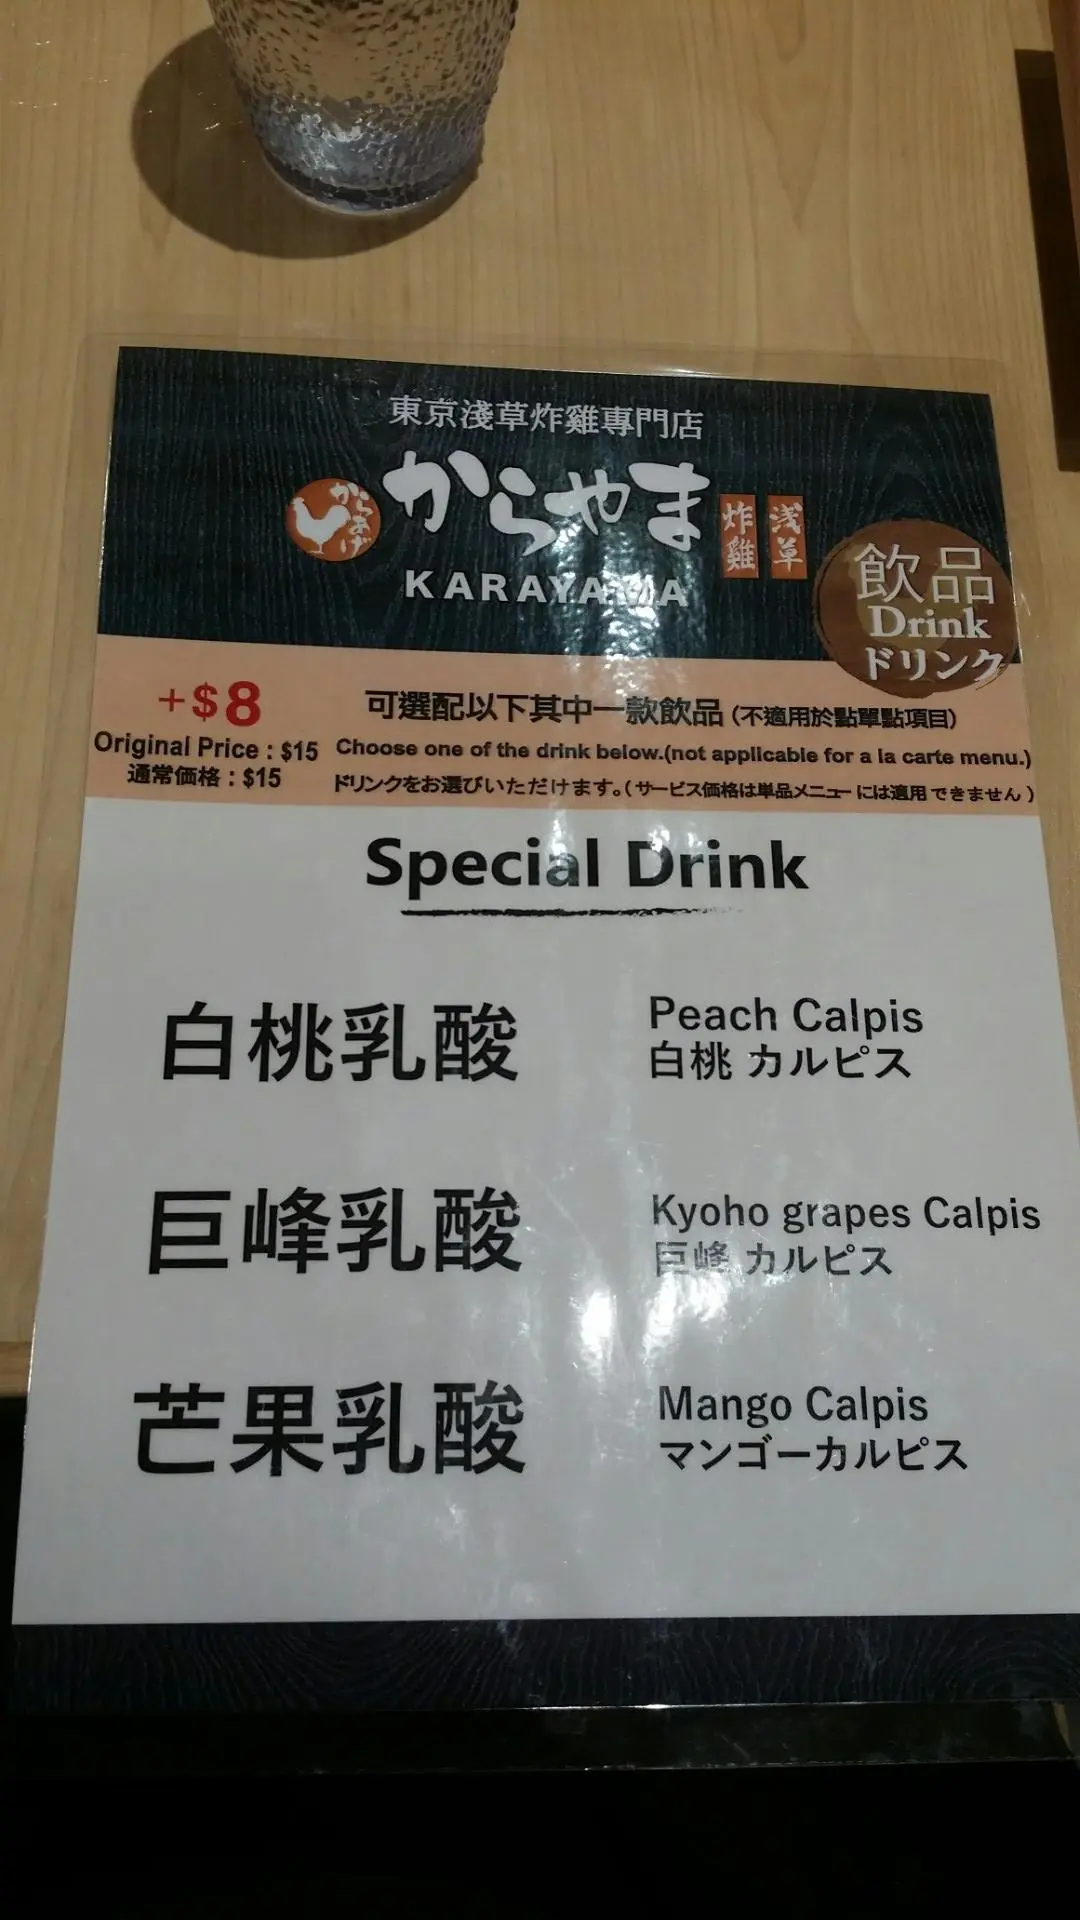 東京淺草炸雞專門店
からあげ
からやま
炸雞
浅草
KARAYAMA
飲品
Drink
ドリンク
+$8
Original Price : $15
通常価格 : $15
可選配以下其中一款飲品 (不適用於點單點項目)
Choose one of the drink below.(not applicable for a la carte menu.)
ドリンクをお選びいただけます。( サービス価格は単品メニューには適用できません )
Special Drink
白桃乳酸
Peach Calpis
白桃 カルピス
巨峰乳酸
Kyoho grapes Calpis
巨峰 カルピス
芒果乳酸
Mango Calpis
マンゴーカルピス